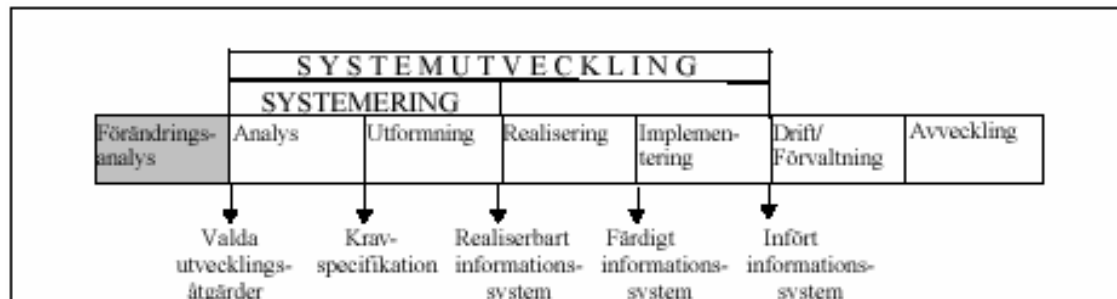 SYSTEMUTVECKLING
SYSTEMERING
Förändrings-
analys
Analys
Utformning
Realisering
Implemen-
tering
Drift/
Förvaltning
Avveckling
Valda
utvecklings-
åtgärder
Krav-
specifikation
Realiserbart
informations-
system
Färdigt
informations-
system
Infört
informations-
system